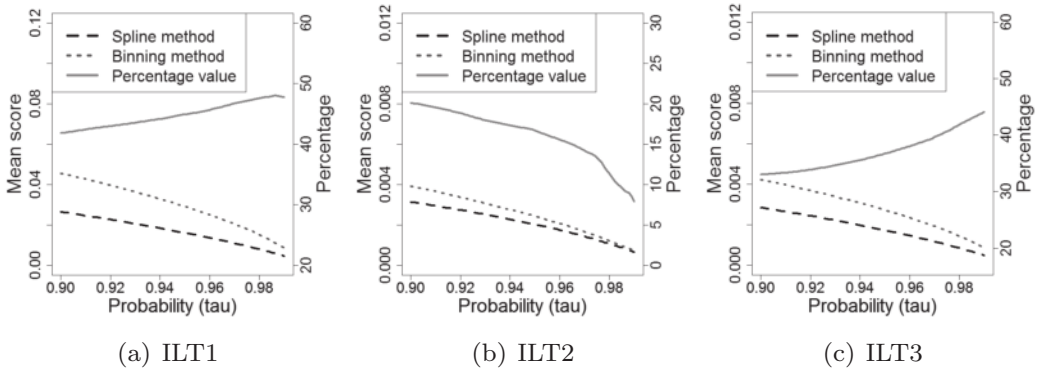 Mean score
0.12
0.08
0.04
0.00
Spline method
Binning method
Percentage value
60
50
40
30
20
Percentage
0.90 0.92 0.94 0.96 0.98
Probability (tau)
(a) ILT1
Mean score
0.012
0.008
0.004
0.000
Spline method
Binning method
Percentage value
30
25
20
15
10
5
0
Percentage
0.90 0.92 0.94 0.96 0.98
Probability (tau)
(b) ILT2
Mean score
0.12
0.08
0.04
0.00
Spline method
Binning method
Percentage value
60
50
40
30
20
Percentage
0.90 0.92 0.94 0.96 0.98
Probability (tau)
(c) ILT3